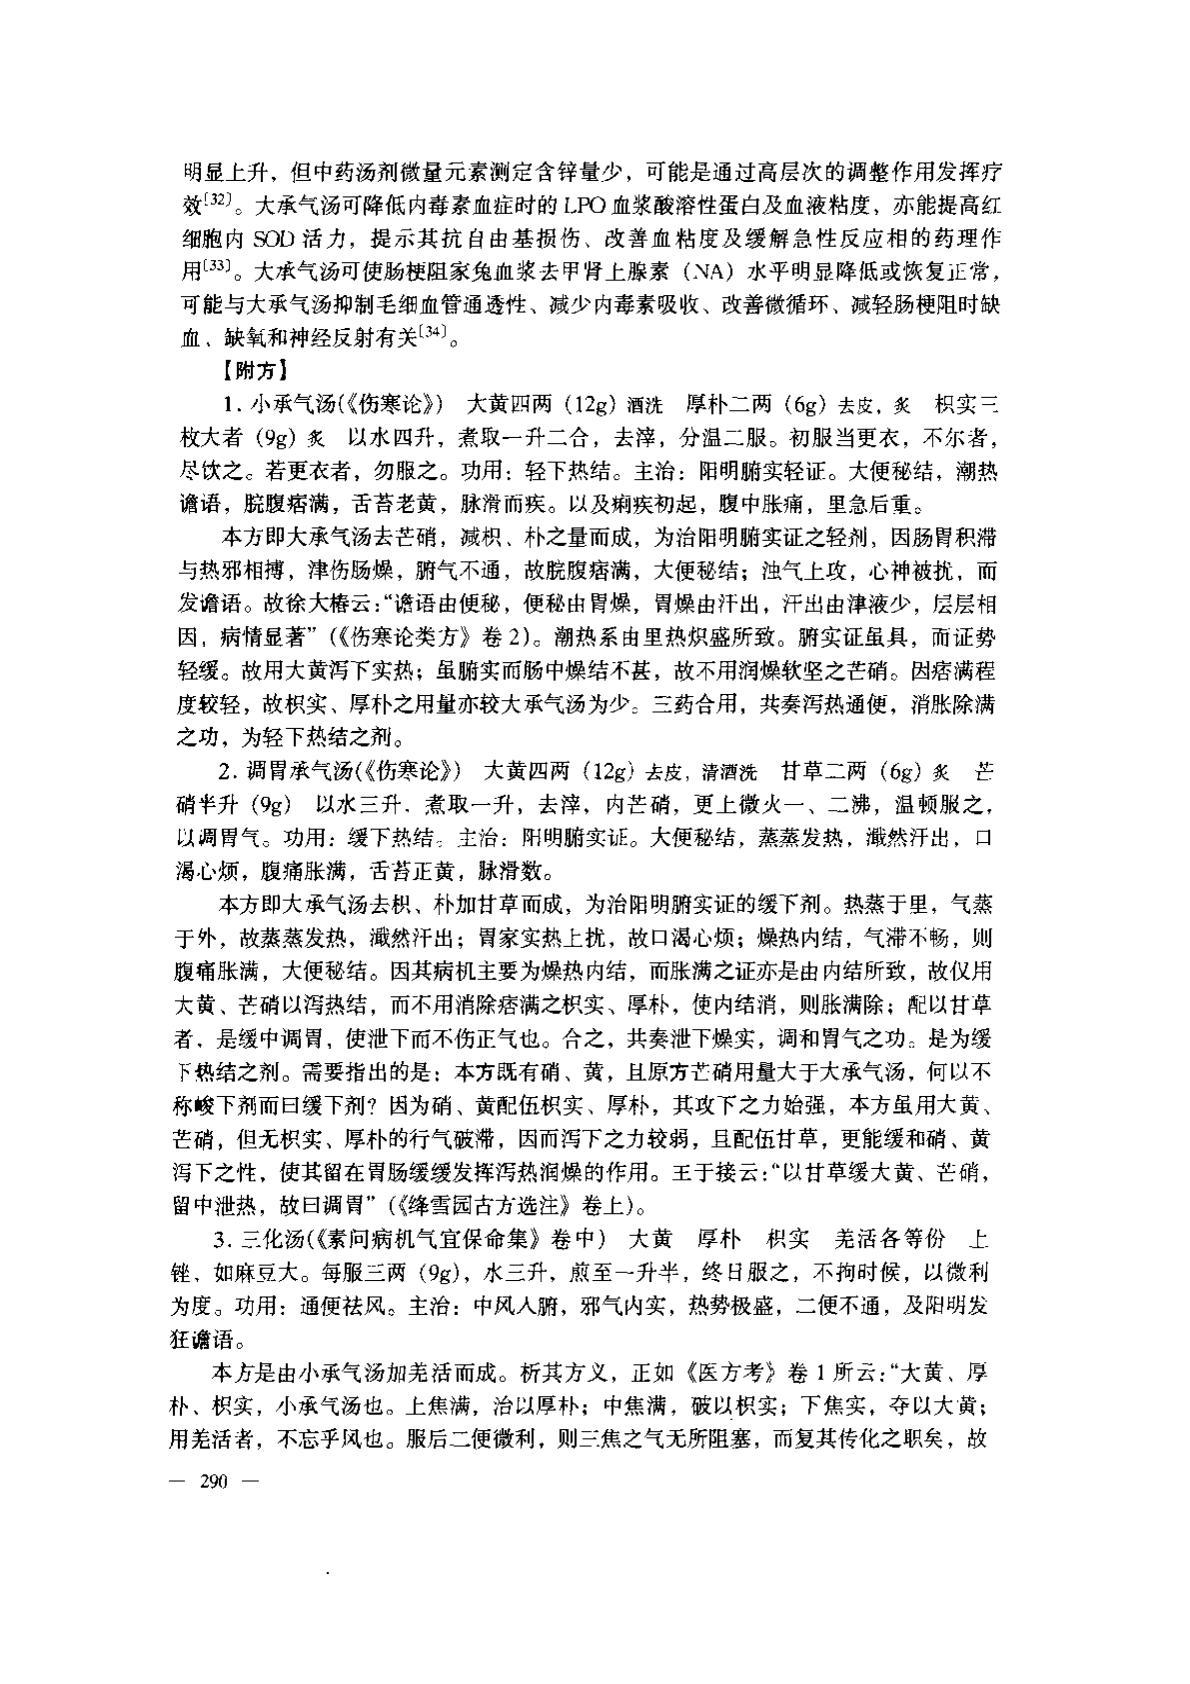 明显上升，但中药汤剂微量元素测定含锌量少，可能是通过高层次的调整作用发挥疗
效〔32〕。大承气汤可降低内毒素血症时的 LPO 血浆酸溶性蛋白及血液粘度，亦能提高红
细胞内 SOD 活力，提示其抗自由基损伤、改善血粘度及缓解急性反应相的药理作
用〔33〕。大承气汤可使肠梗阻家兔血浆去甲肾上腺素（NA）水平明显降低或恢复正常，
可能与大承气汤抑制毛细血管通透性、减少内毒素吸收、改善微循环、减轻肠梗阻时缺
血、缺氧和神经反射有关〔34〕。
【附方】
1. 小承气汤(《伤寒论》)　大黄四两（12g）酒洗　厚朴二两（6g）去皮，炙　枳实三
枚大者（9g）炙　以水四升，煮取一升二合，去滓，分温二服。初服当更衣，不尔者，
尽饮之。若更衣者，勿服之。功用：轻下热结。主治：阳明腑实轻证。大便秘结，潮热
谵语，脘腹痞满，舌苔老黄，脉滑而疾。以及痢疾初起，腹中胀痛，里急后重。
本方即大承气汤去芒硝，减枳、朴之量而成，为治阳明腑实证之轻剂，因肠胃积滞
与热邪相搏，津伤肠燥，腑气不通，故脘腹痞满，大便秘结；浊气上攻，心神被扰，而
发谵语。故徐大椿云：“谵语由便秘，便秘由胃燥，胃燥由汗出，汗出由津液少，层层相
因，病情显著”（《伤寒论类方》卷 2）。潮热系由里热炽盛所致。腑实证虽具，而证势
轻缓。故用大黄泻下实热；虽腑实而肠中燥结不甚，故不用润燥软坚之芒硝。因痞满程
度较轻，故枳实、厚朴之用量亦较大承气汤为少。三药合用，共奏泻热通便，消胀除满
之功，为轻下热结之剂。
2. 调胃承气汤(《伤寒论》)　大黄四两（12g）去皮，清酒洗　甘草二两（6g）炙　芒
硝半升（9g）　以水三升，煮取一升，去滓，内芒硝，更上微火一、二沸，温顿服之，
以调胃气。功用：缓下热结。主治：阳明腑实证。大便秘结，蒸蒸发热，濈然汗出，口
渴心烦，腹痛胀满，舌苔正黄，脉滑数。
本方即大承气汤去枳、朴加甘草而成，为治阳明腑实证的缓下剂。热蒸于里，气蒸
于外，故蒸蒸发热，濈然汗出；胃家实热上扰，故口渴心烦；燥热内结，气滞不畅，则
腹痛胀满，大便秘结。因其病机主要为燥热内结，而胀满之证亦是由内结所致，故仅用
大黄、芒硝以泻热结，而不用消除痞满之枳实、厚朴，使内结消，则胀满除；配以甘草
者，是缓中调胃，使泄下而不伤正气也。合之，共奏泄下燥实，调和胃气之功。是为缓
下热结之剂。需要指出的是：本方既有硝、黄，且原方芒硝用量大于大承气汤，何以不
称峻下剂而曰缓下剂？因为硝、黄配伍枳实、厚朴，其攻下之力始强，本方虽用大黄、
芒硝，但无枳实、厚朴的行气破滞，因而泻下之力较弱，且配伍甘草，更能缓和硝、黄
泻下之性，使其留在胃肠缓缓发挥泻热润燥的作用。王于接云：“以甘草缓大黄、芒硝，
留中泄热，故曰调胃”（《绛雪园古方选注》卷上）。
3. 三化汤(《素问病机气宜保命集》卷中)　大黄　厚朴　枳实　羌活各等份　上
锉，如麻豆大。每服三两（9g），水三升，煎至一升半，终日服之，不拘时候，以微利
为度。功用：通便祛风。主治：中风入腑，邪气内实，热势极盛，二便不通，及阳明发
狂谵语。
本方是由小承气汤加羌活而成。析其方义，正如《医方考》卷 1 所云：“大黄、厚
朴、枳实，小承气汤也。上焦满，治以厚朴；中焦满，破以枳实；下焦实，夺以大黄；
用羌活者，不忘乎风也。服后二便微利，则三焦之气无所阻塞，而复其传化之职矣，故
— 290 —